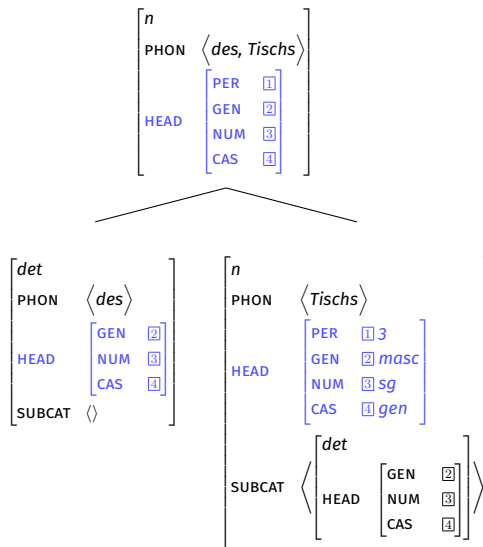 n
PHON ⟨des, Tischs⟩
HEAD
PER 1
GEN 2
NUM 3
CAS 4
det
PHON ⟨des⟩
HEAD
GEN 2
NUM 3
CAS 4
SUBCAT ⟨⟩
n
PHON ⟨Tischs⟩
HEAD
PER 1 3
GEN 2 masc
NUM 3 sg
CAS 4 gen
SUBCAT
det
HEAD
GEN 2
NUM 3
CAS 4